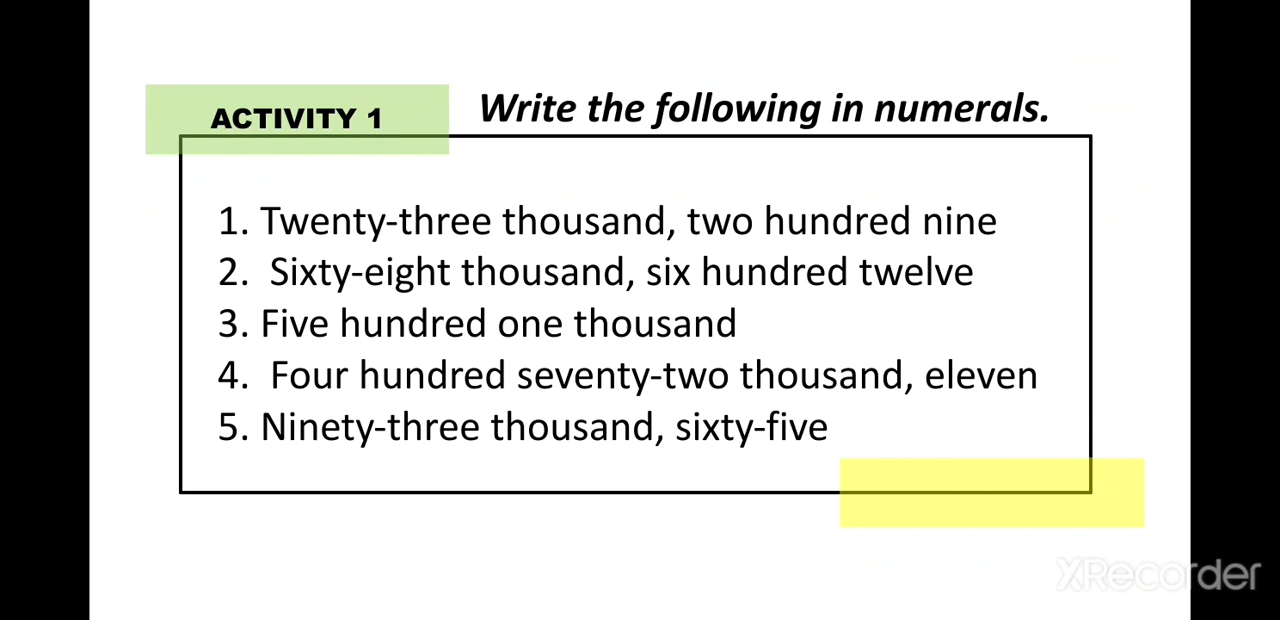 ACTIVITY 1
Write the following in numerals.
1. Twenty-three thousand, two hundred nine
2. Sixty-eight thousand, six hundred twelve
3. Five hundred one thousand
4. Four hundred seventy-two thousand, eleven
5. Ninety-three thousand, sixty-five
XRecorder